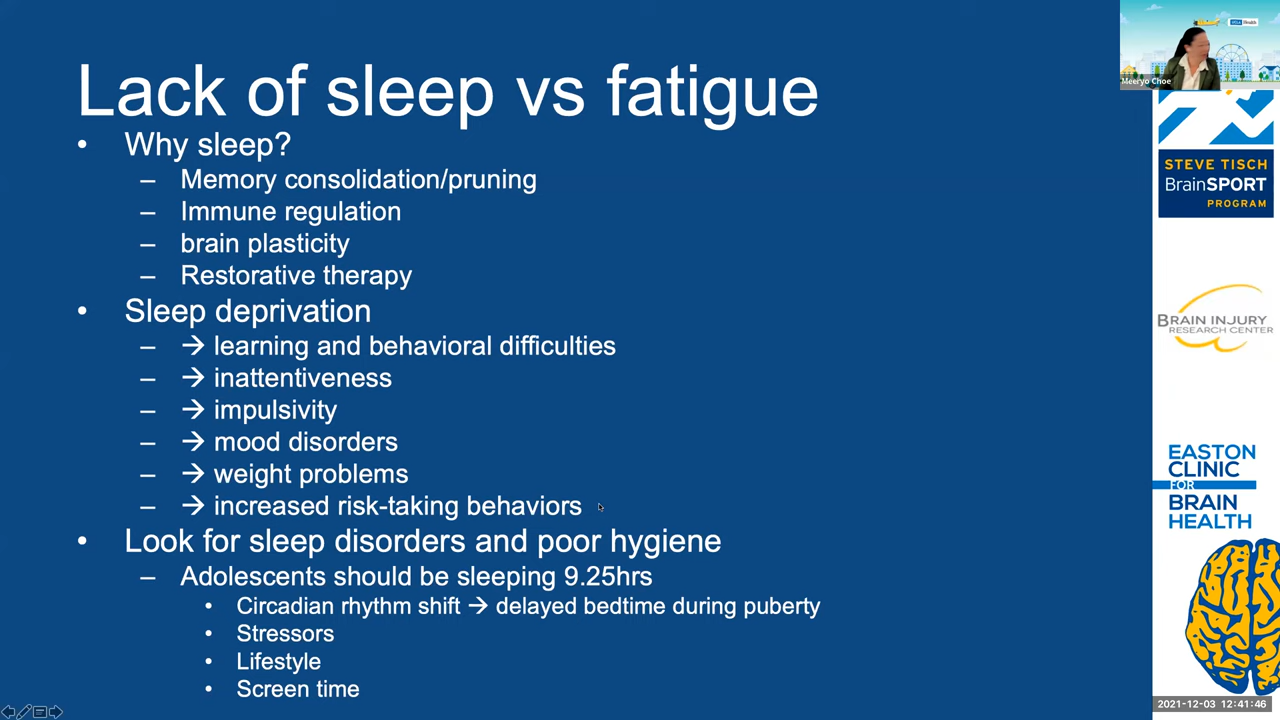 Lack of sleep vs fatigue
• Why sleep?
– Memory consolidation/pruning
– Immune regulation
– brain plasticity
– Restorative therapy
• Sleep deprivation
– → learning and behavioral difficulties
– → inattentiveness
– → impulsivity
– → mood disorders
– → weight problems
– → increased risk-taking behaviors
• Look for sleep disorders and poor hygiene
– Adolescents should be sleeping 9.25hrs
• Circadian rhythm shift → delayed bedtime during puberty
• Stressors
• Lifestyle
• Screen time
Health
Meeryo Choe
STEVE TISCH
BrainSPORT
PROGRAM
BRAIN INJURY
RESEARCH CENTER
EASTON
CLINIC
FOR
BRAIN
HEALTH
2021-12-03 12:41:46